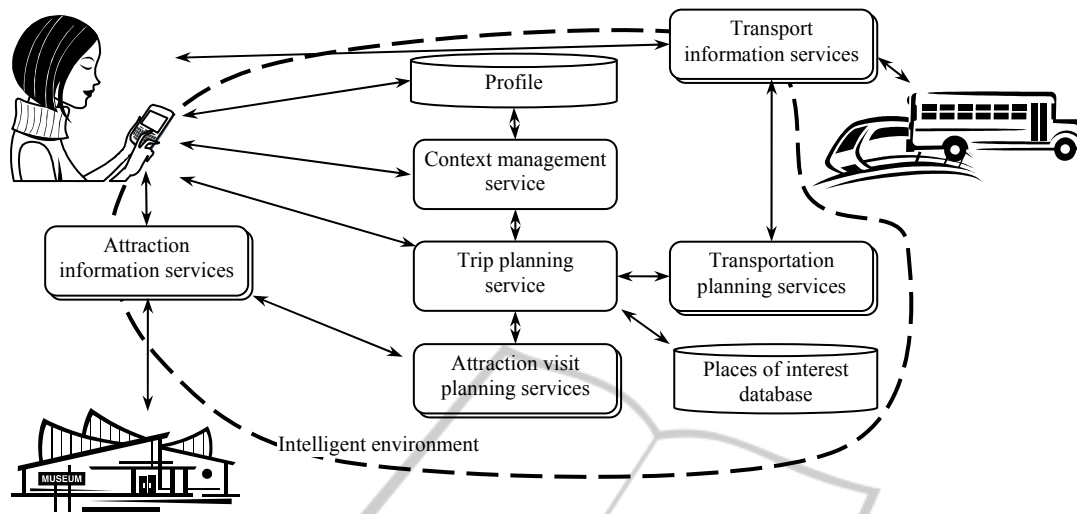 Transport
information services
Profile
Context management
service
Attraction
information services
Trip planning
service
Transportation
planning services
Attraction visit
planning services
Places of interest
database
Intelligent environment
MUSEUM